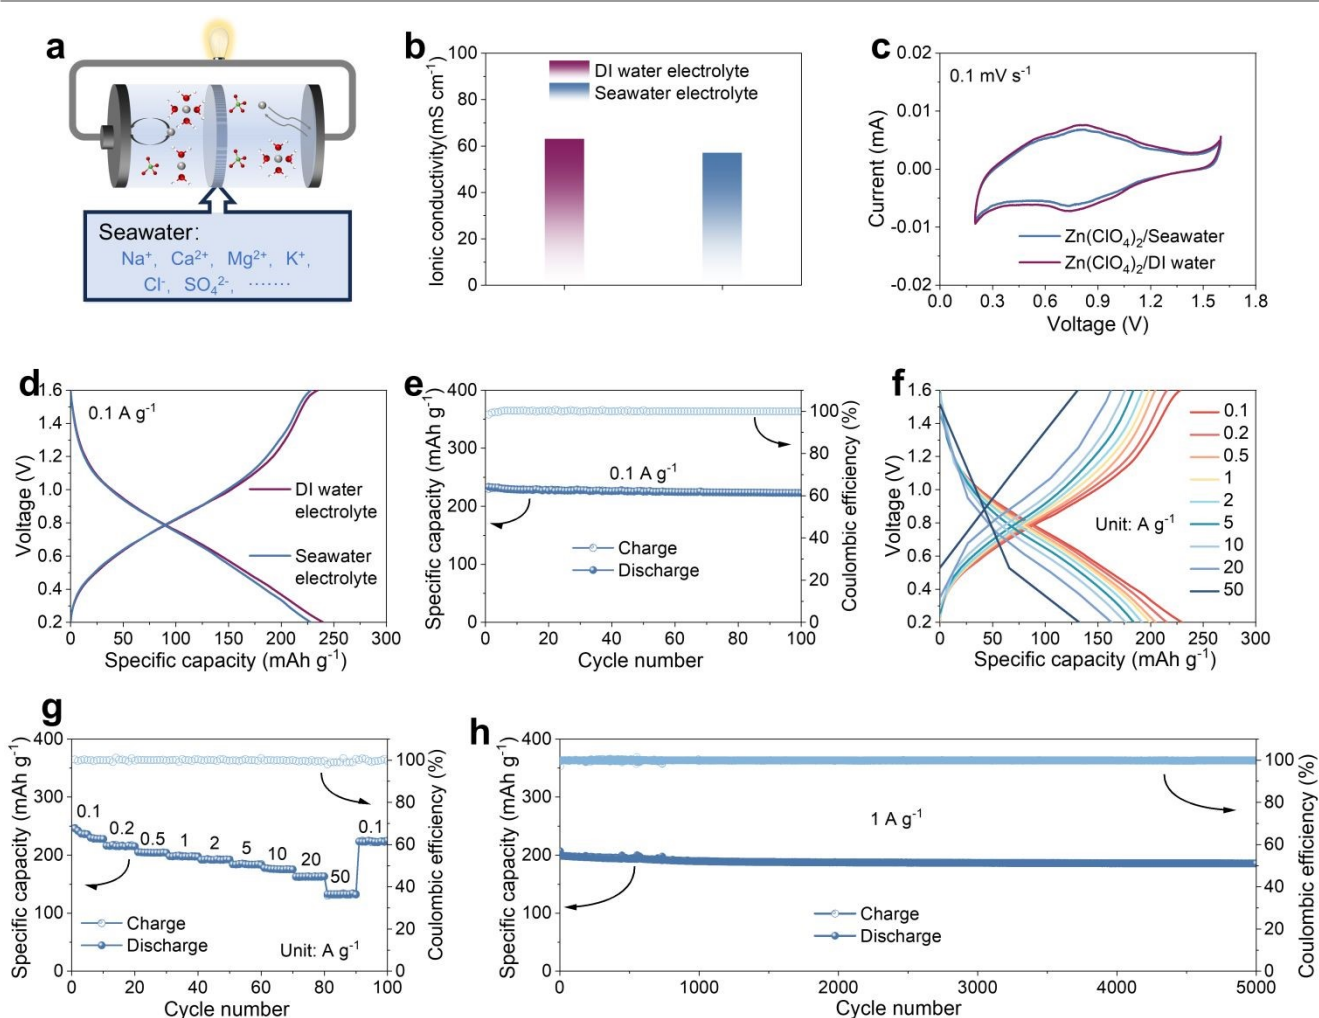 a
Seawater:
Na⁺, Ca²⁺, Mg²⁺, K⁺,
Cl⁻, SO₄²⁻, ·······
b
Ionic conductivity(mS cm⁻¹)
100
80
60
40
20
0
DI water electrolyte
Seawater electrolyte
c
Current (mA)
0.02
0.01
0.00
-0.01
-0.02
0.1 mV s⁻¹
Zn(ClO₄)₂/Seawater
Zn(ClO₄)₂/DI water
0.0 0.3 0.6 0.9 1.2 1.5 1.8
Voltage (V)
d
Voltage (V)
1.6
1.4
1.2
1.0
0.8
0.6
0.4
0.2
0.1 A g⁻¹
DI water
electrolyte
Seawater
electrolyte
0 50 100 150 200 250 300
Specific capacity (mAh g⁻¹)
e
Specific capacity (mAh g⁻¹)
400
300
200
100
0
0.1 A g⁻¹
Charge
Discharge
100
80
60
40
20
0
Coulombic efficiency (%)
0 20 40 60 80 100
Cycle number
f
Voltage (V)
1.6
1.4
1.2
1.0
0.8
0.6
0.4
0.2
0.1
0.2
0.5
1
2
5
10
20
50
Unit: A g⁻¹
0 50 100 150 200 250 300
Specific capacity (mAh g⁻¹)
g
Specific capacity (mAh g⁻¹)
400
300
200
100
0
0.1 0.2 0.5 1 2 5 10 20 50 0.1
Charge
Discharge
Unit: A g⁻¹
100
80
60
40
20
0
Coulombic efficiency (%)
0 20 40 60 80 100
Cycle number
h
Specific capacity (mAh g⁻¹)
400
300
200
100
0
1 A g⁻¹
Charge
Discharge
100
80
60
40
20
0
Coulombic efficiency (%)
0 1000 2000 3000 4000 5000
Cycle number